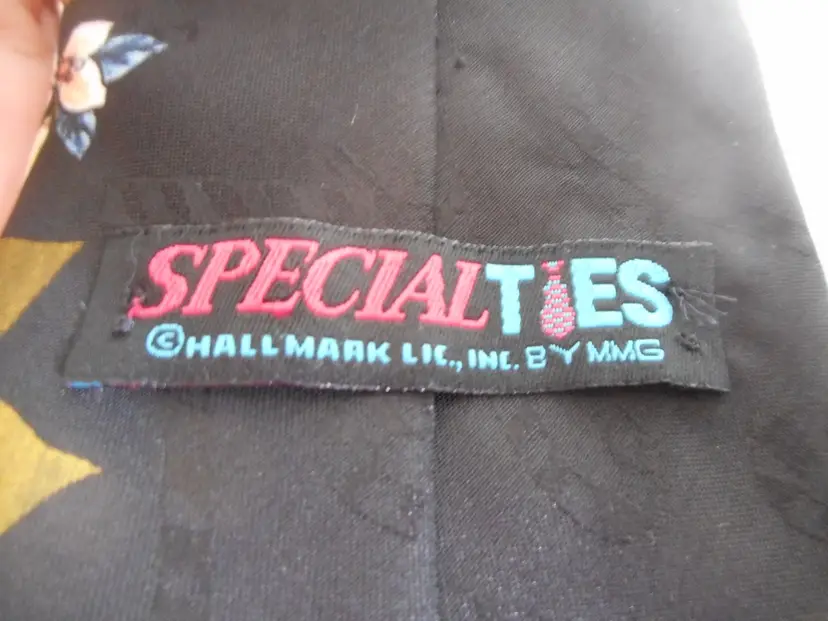 SPECIALTIES
©HALLMARK LIC., INC. BY MMG